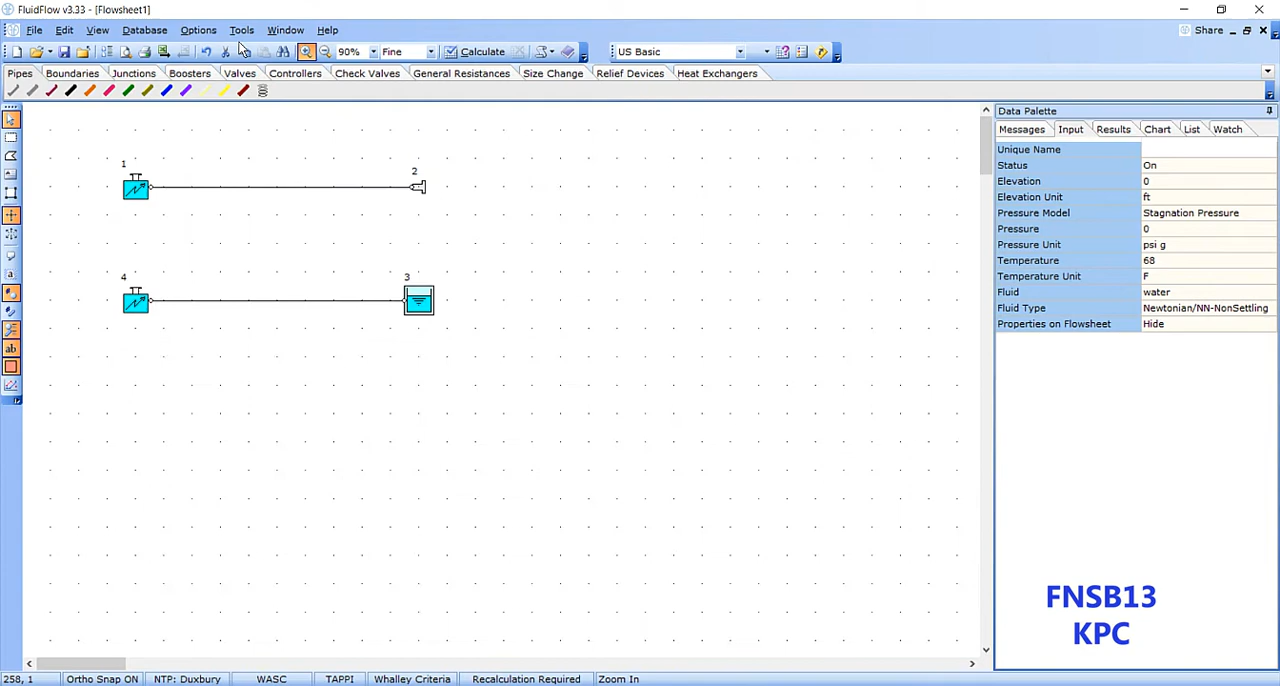 FluidFlow v3.33 - [Flowsheet1]
File Edit View Database Options Tools Window Help Share
90% Fine Calculate US Basic
Pipes Boundaries Junctions Boosters Valves Controllers Check Valves General Resistances Size Change Relief Devices Heat Exchangers
Data Palette
Messages Input Results Chart List Watch
Unique Name
Status On
Elevation 0
Elevation Unit ft
Pressure Model Stagnation Pressure
Pressure 0
Pressure Unit psi g
Temperature 68
Temperature Unit F
Fluid water
Fluid Type Newtonian/NN-NonSettling
Properties on Flowsheet Hide
1
2
4
3
a
ab
FNSB13
KPC
258, 1 Ortho Snap ON NTP: Duxbury WASC TAPPI Whalley Criteria Recalculation Required Zoom In